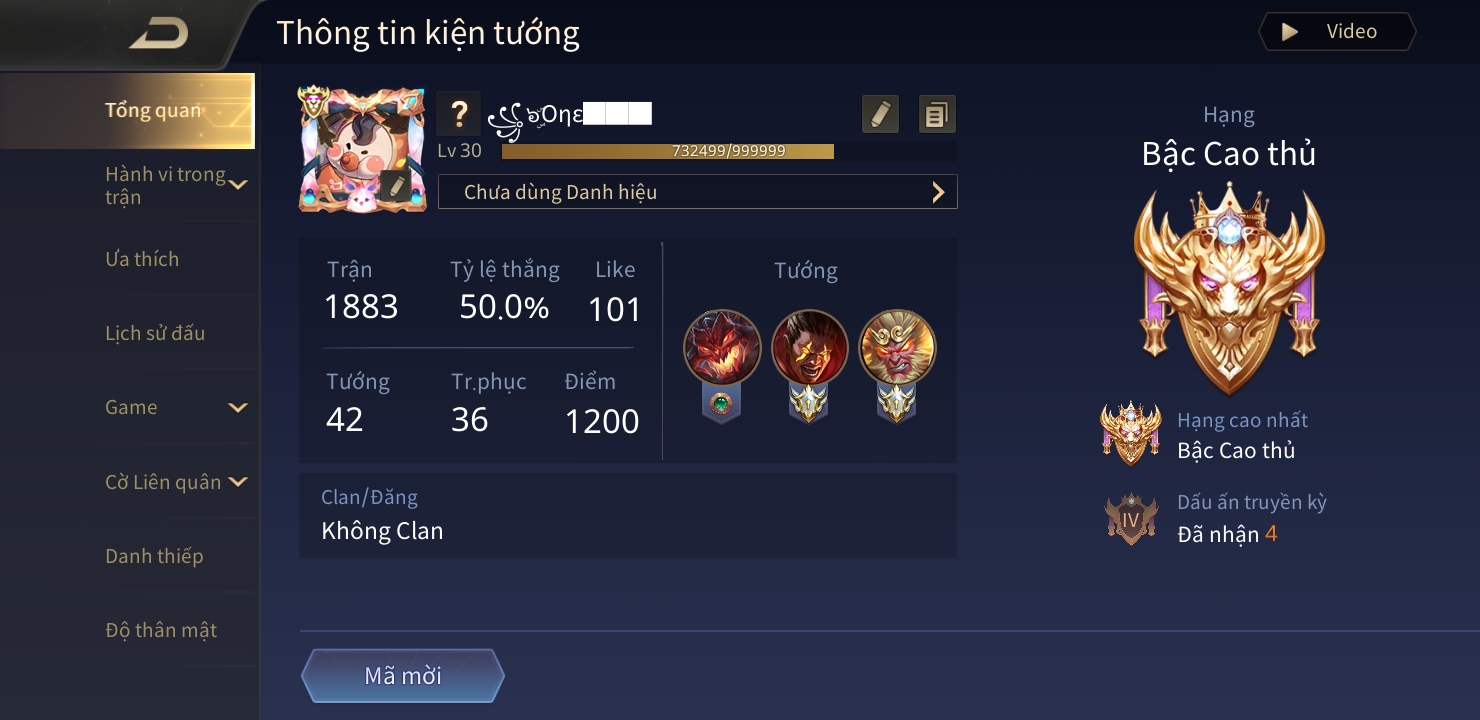 Thông tin kiện tướng
Video
Tổng quan
Hành vi trong
trận
Ưa thích
Lịch sử đấu
Game
Cờ Liên quân
Danh thiếp
Độ thân mật
?
Oηε
Lv 30
732499/999999
Chưa dùng Danh hiệu
Trận
Tỷ lệ thắng
Like
1883
50.0%
101
Tướng
Tr.phục
Điểm
42
36
1200
Tướng
Clan/Đăng
Không Clan
Mã mời
Hạng
Bậc Cao thủ
Hạng cao nhất
Bậc Cao thủ
IV
Dấu ấn truyền kỳ
Đã nhận 4